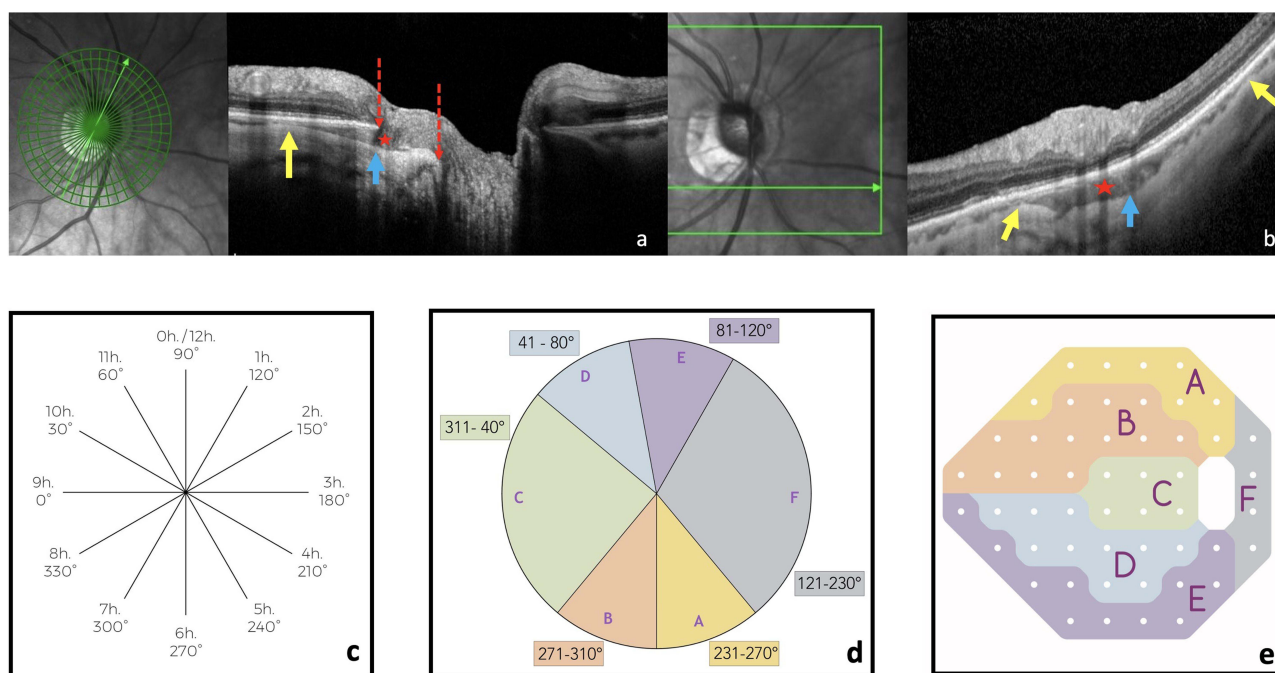 a
b
0h./12h.
90°
11h.
60°
1h.
120°
10h.
30°
2h.
150°
9h.
0°
3h.
180°
8h.
330°
4h.
210°
7h.
300°
5h.
240°
6h.
270°
c
81-120°
41 - 80°
E
D
311- 40°
C
F
121-230°
B
A
271-310°
231-270°
d
A
B
C
F
D
E
e